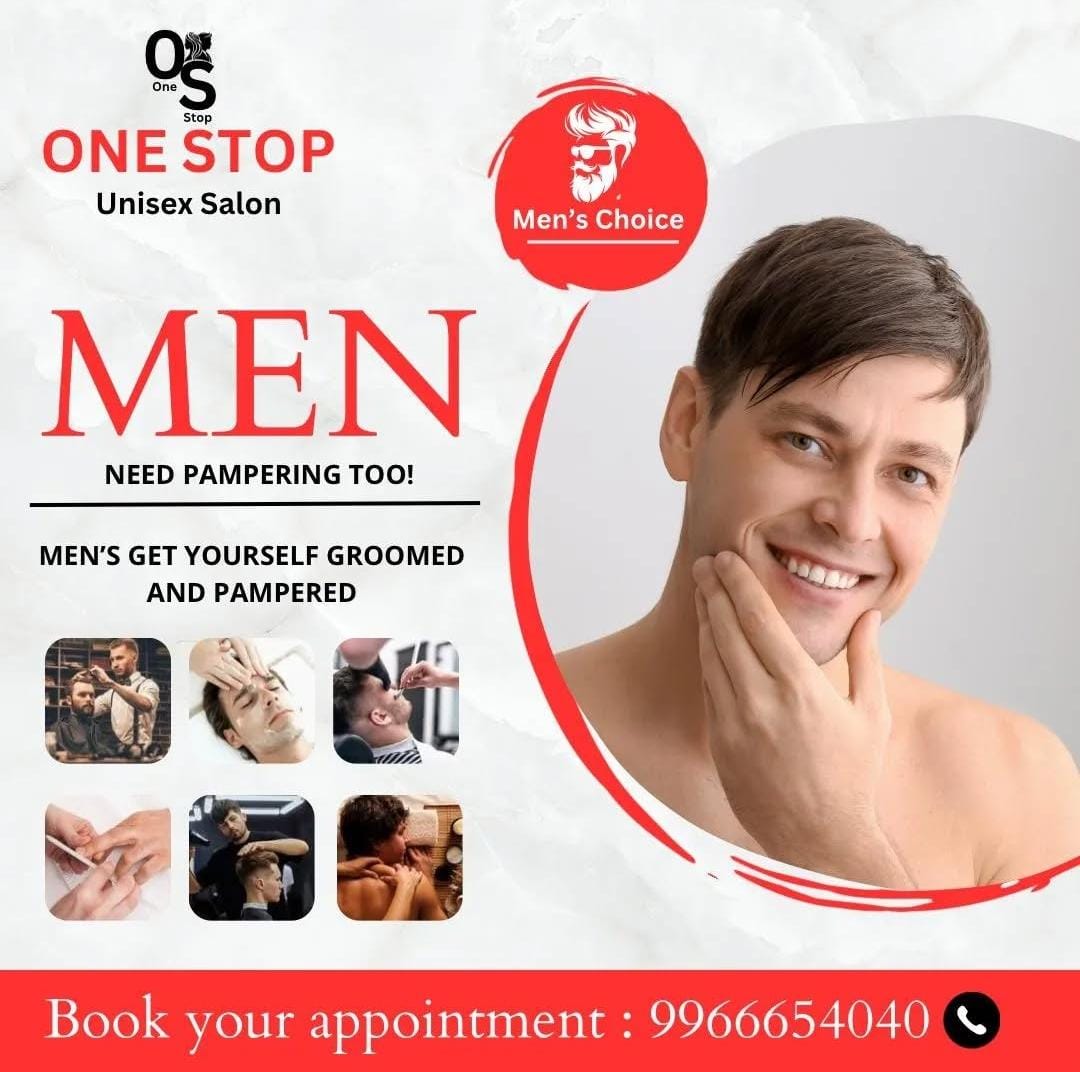 OS
One
Stop
ONE STOP
Unisex Salon
Men’s Choice
MEN
NEED PAMPERING TOO!
MEN’S GET YOURSELF GROOMED
AND PAMPERED
Book your appointment : 9966654040